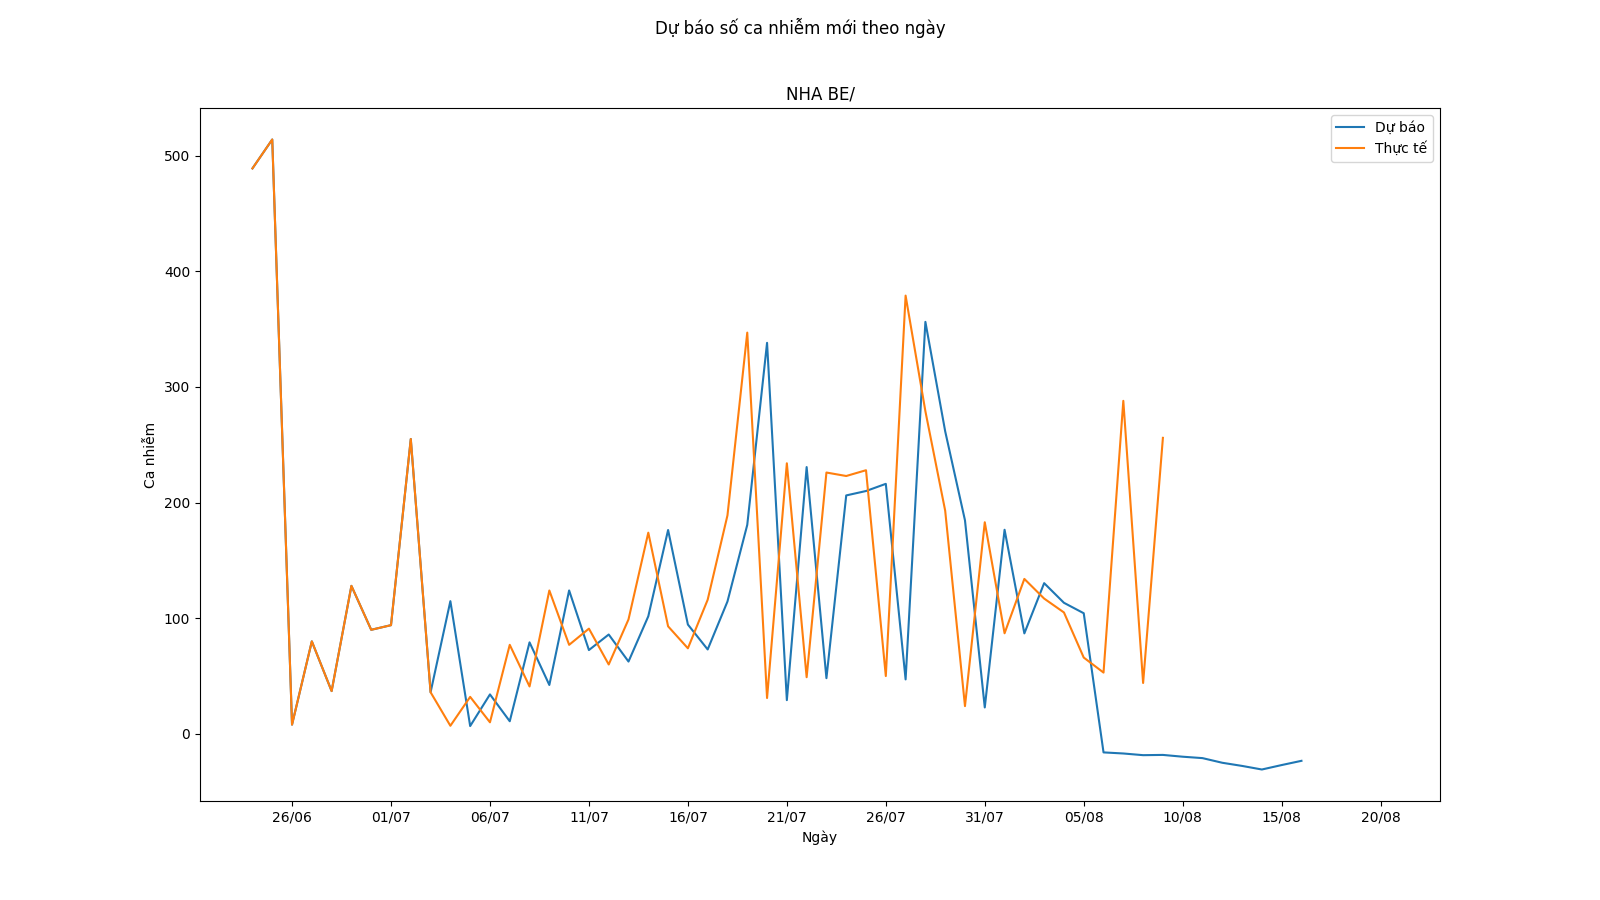 Dự báo số ca nhiễm mới theo ngày
NHA BE/
Dự báo
Thực tế
Ca nhiễm
500
400
300
200
100
0
26/06 01/07 06/07 11/07 16/07 21/07 26/07 31/07 05/08 10/08 15/08 20/08
Ngày